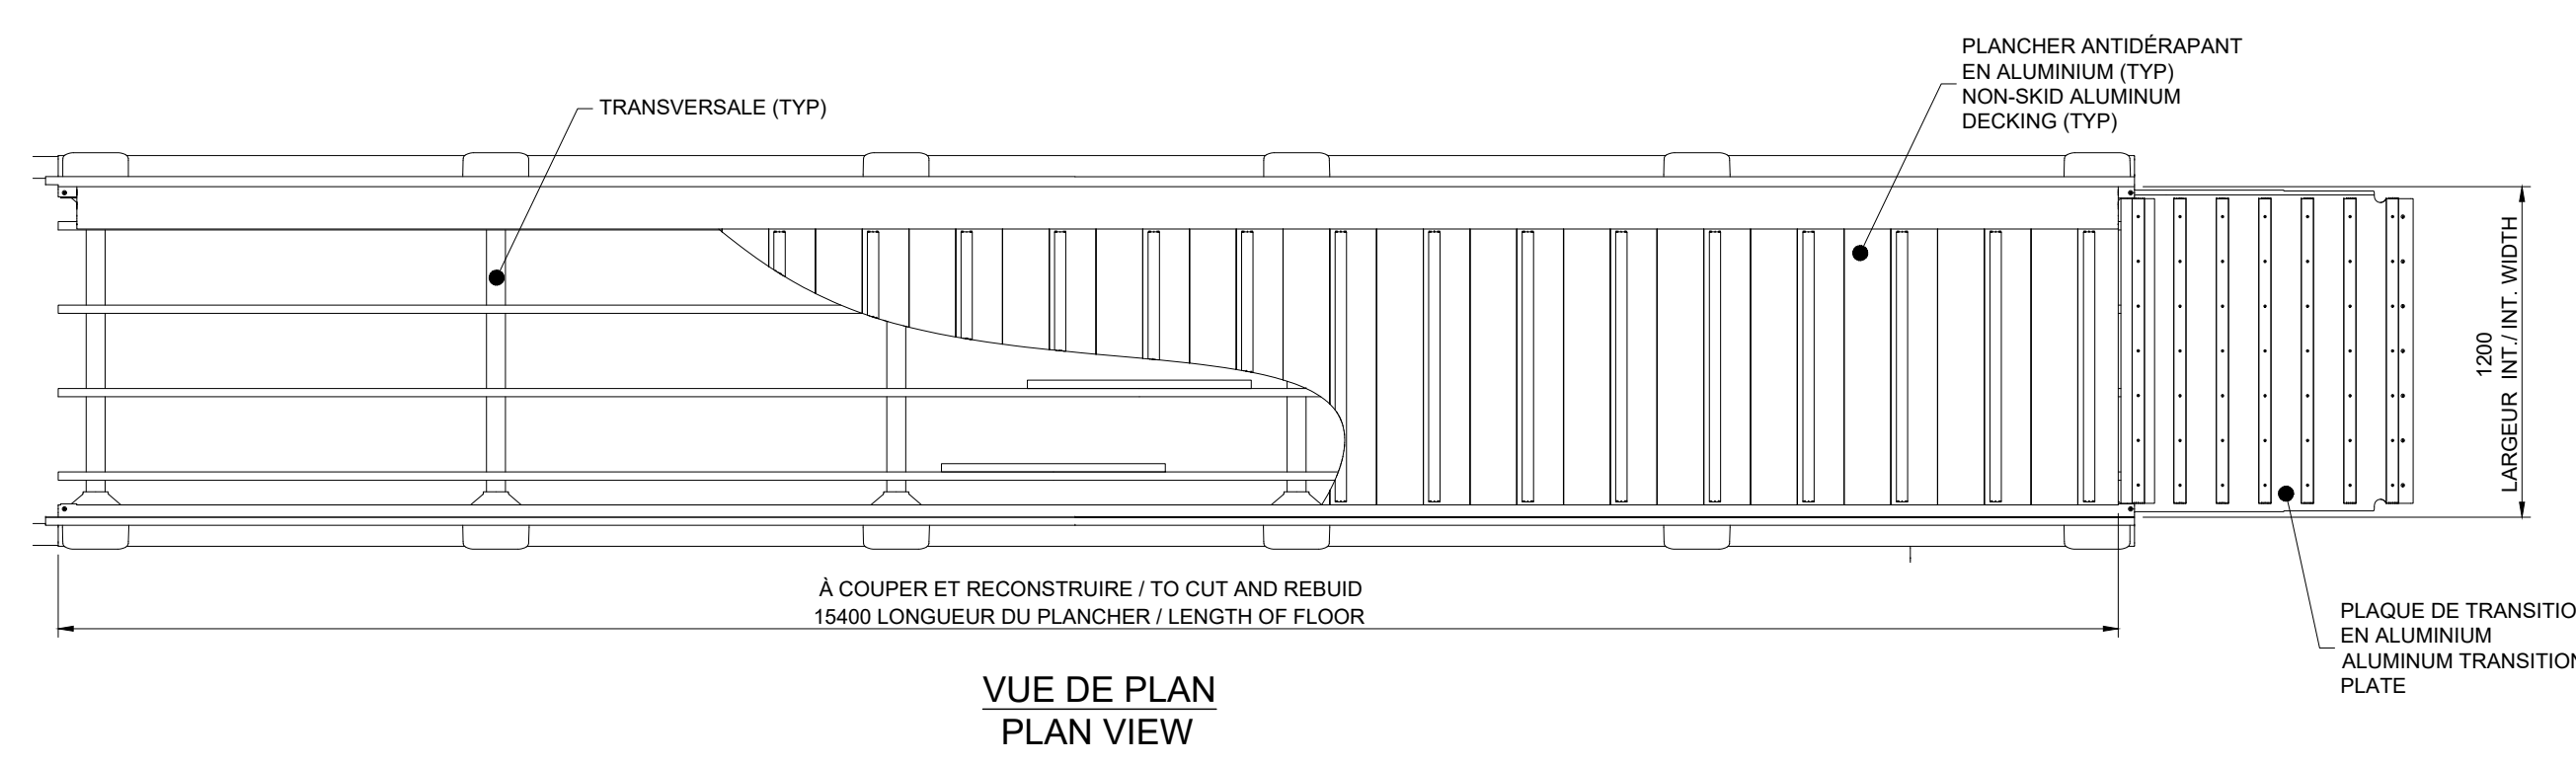 PLANCHER ANTIDÉRAPANT
EN ALUMINIUM (TYP)
NON-SKID ALUMINUM
DECKING (TYP)
TRANSVERSALE (TYP)
1200
LARGEUR INT./ INT. WIDTH
À COUPER ET RECONSTRUIRE / TO CUT AND REBUID
15400 LONGUEUR DU PLANCHER / LENGTH OF FLOOR
PLAQUE DE TRANSITIO
EN ALUMINIUM
ALUMINUM TRANSITION
PLATE
VUE DE PLAN
PLAN VIEW